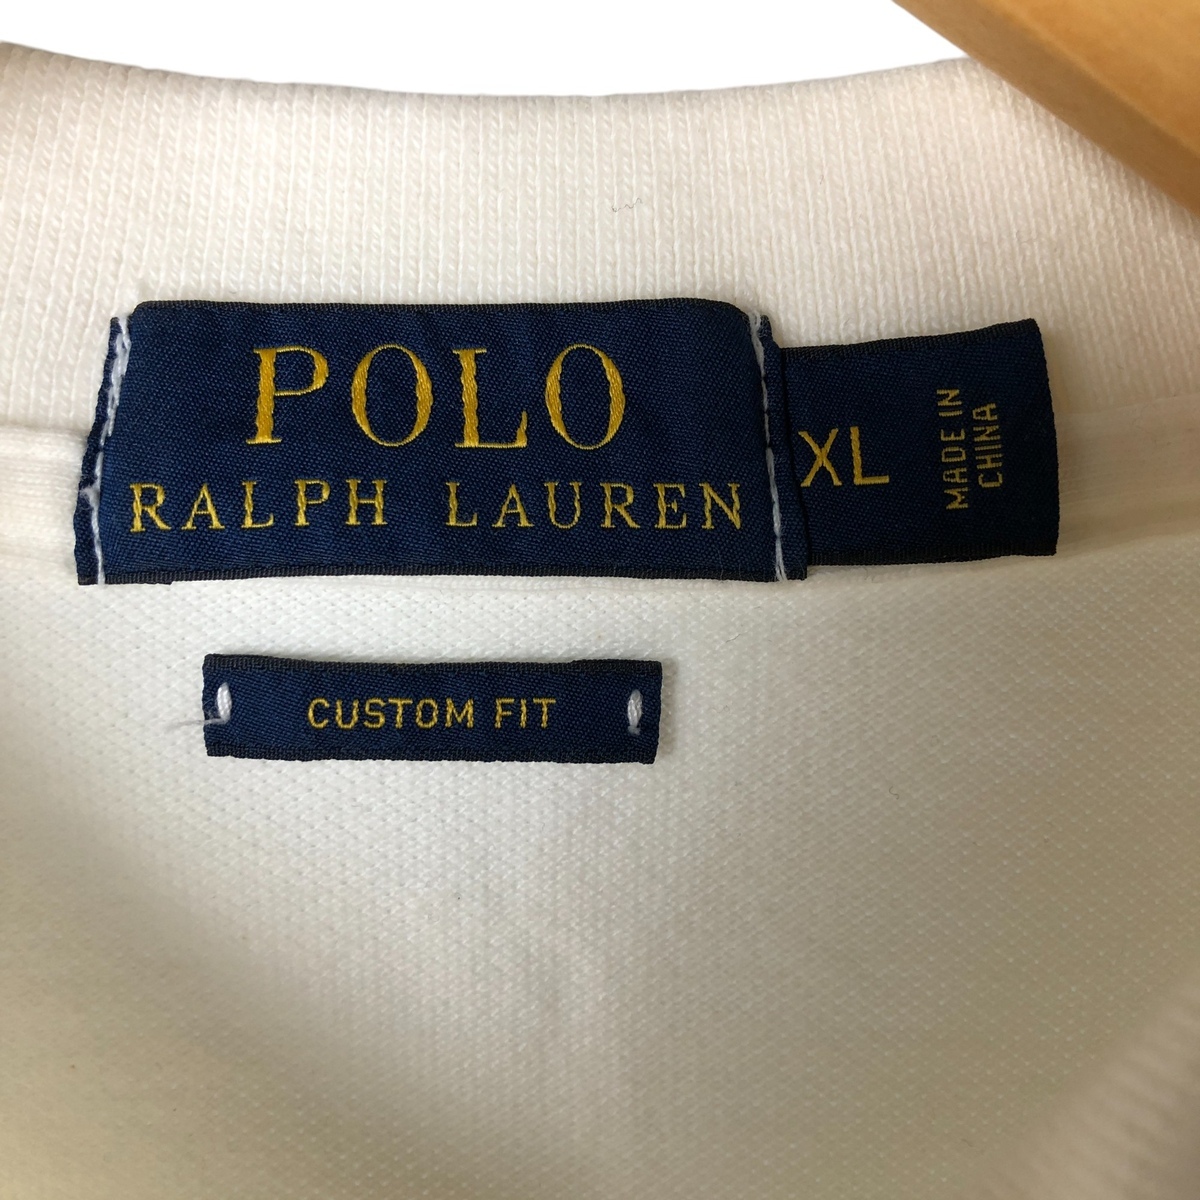 POLO
RALPH LAUREN
XL
MADE IN
CHINA
CUSTOM FIT